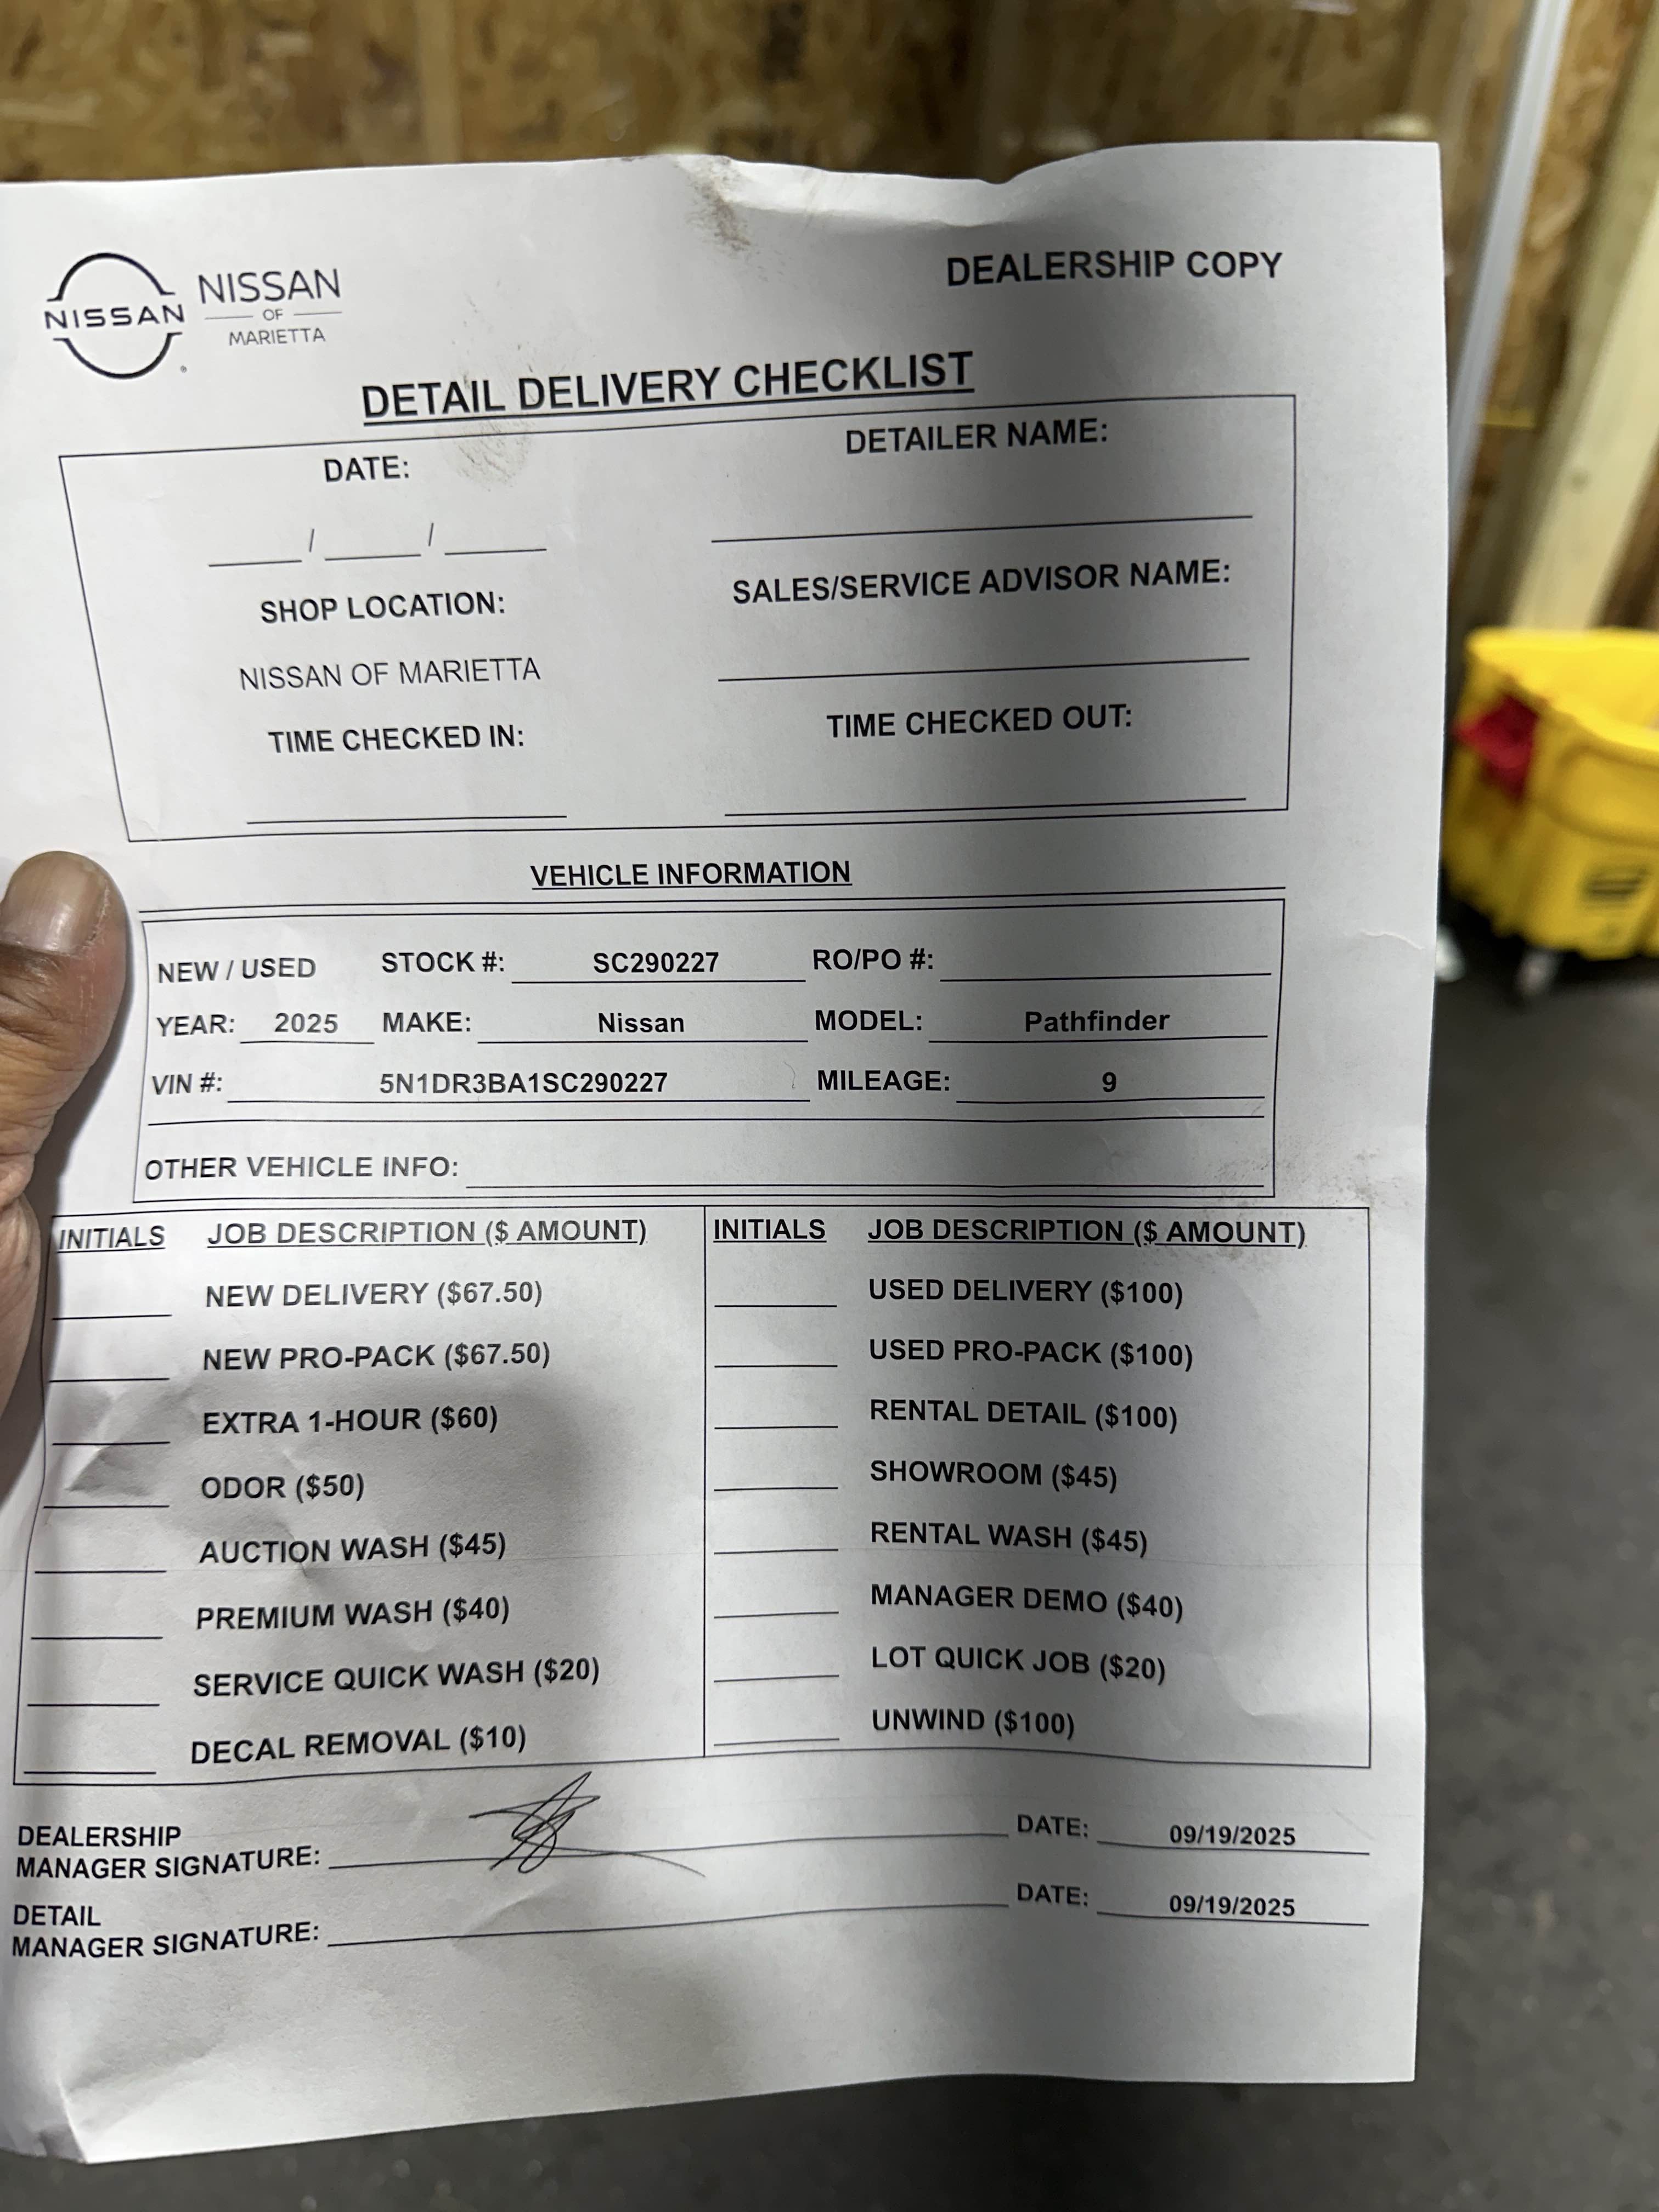 DEALERSHIP COPY
NISSAN
NISSAN
OF
MARIETTA
DETAIL DELIVERY CHECKLIST
DATE:
DETAILER NAME:
/ /
SHOP LOCATION:
SALES/SERVICE ADVISOR NAME:
NISSAN OF MARIETTA
TIME CHECKED IN:
TIME CHECKED OUT:
VEHICLE INFORMATION
NEW / USED STOCK #: SC290227 RO/PO #:
YEAR: 2025 MAKE: Nissan MODEL: Pathfinder
VIN #: 5N1DR3BA1SC290227 MILEAGE: 9
OTHER VEHICLE INFO:
INITIALS JOB DESCRIPTION ($ AMOUNT)
NEW DELIVERY ($67.50)
NEW PRO-PACK ($67.50)
EXTRA 1-HOUR ($60)
ODOR ($50)
AUCTION WASH ($45)
PREMIUM WASH ($40)
SERVICE QUICK WASH ($20)
DECAL REMOVAL ($10)
INITIALS JOB DESCRIPTION ($ AMOUNT)
USED DELIVERY ($100)
USED PRO-PACK ($100)
RENTAL DETAIL ($100)
SHOWROOM ($45)
RENTAL WASH ($45)
MANAGER DEMO ($40)
LOT QUICK JOB ($20)
UNWIND ($100)
DEALERSHIP
MANAGER SIGNATURE: DATE: 09/19/2025
DETAIL
MANAGER SIGNATURE: DATE: 09/19/2025